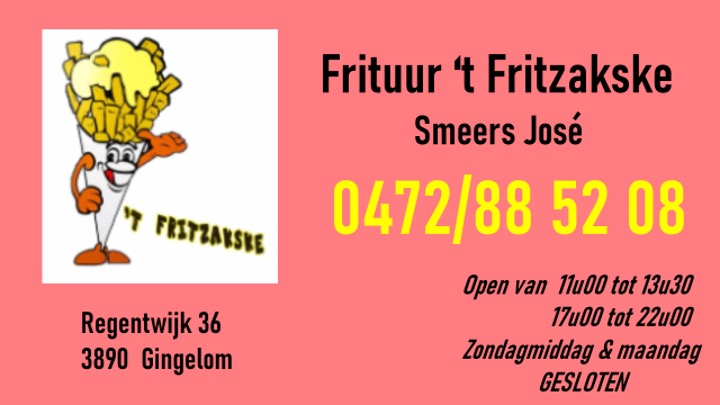 'T FRITZAKSKE
Regentwijk 36
3890 Gingelom
Frituur ‘t Fritzakske
Smeers José
0472/88 52 08
Open van 11u00 tot 13u30
17u00 tot 22u00
Zondagmiddag & maandag
GESLOTEN